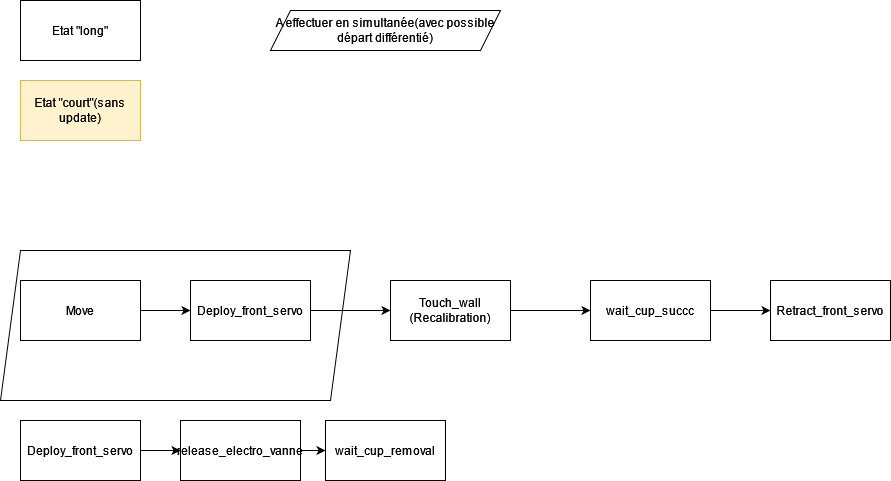 Etat "long"
A effectuer en simultanée(avec possible
départ différentié)
Etat "court"(sans
update)
Move
Deploy_front_servo
Touch_wall
(Recalibration)
wait_cup_succc
Retract_front_servo
Deploy_front_servo
release_electro_vanne
wait_cup_removal